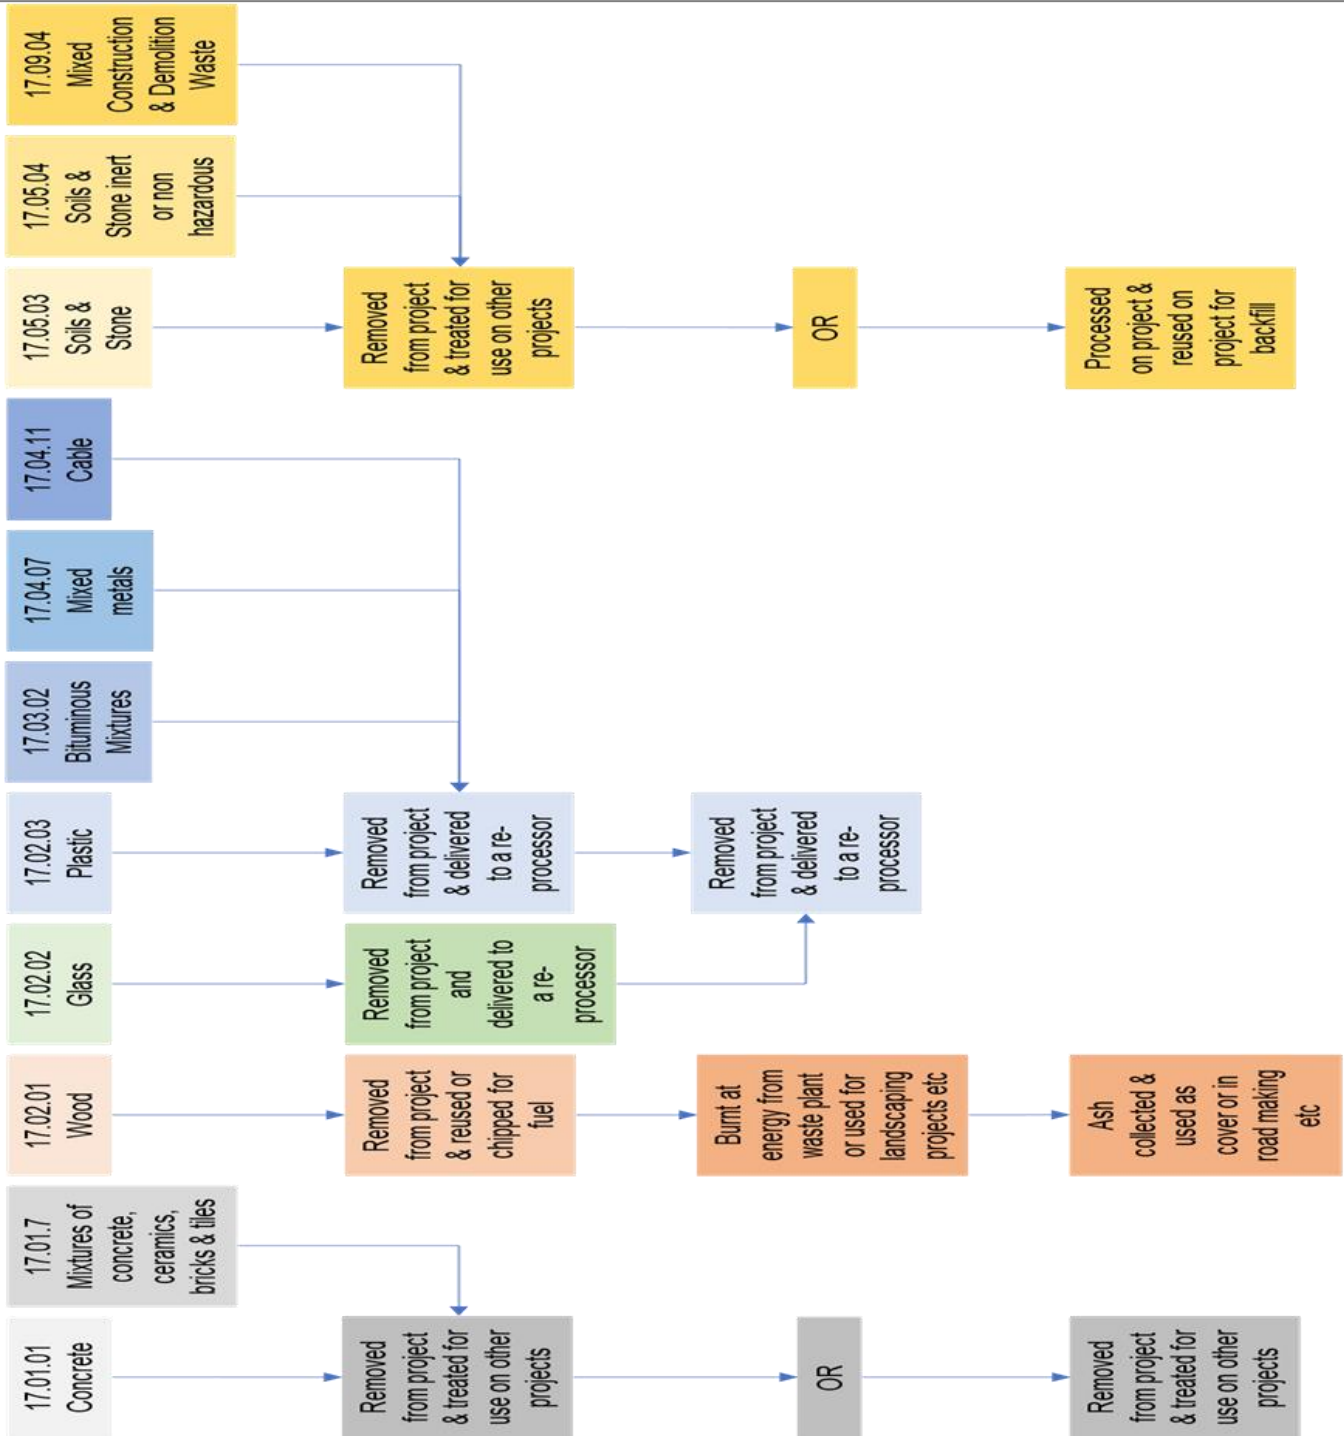 17.01.01
Concrete
17.01.7
Mixtures of
concrete,
ceramics,
bricks & tiles
17.02.01
Wood
17.02.02
Glass
17.02.03
Plastic
17.03.02
Bituminous
Mixtures
17.04.07
Mixed
metals
17.04.11
Cable
17.05.03
Soils &
Stone
17.05.04
Soils &
Stone inert
or non
hazardous
17.09.04
Mixed
Construction
& Demolition
Waste
Removed
from project
& treated for
use on other
projects
Removed
from project
& reused or
chipped for
fuel
Removed
from project
and
delivered to
a re-
processor
Removed
from project
& delivered
to a re-
processor
Removed
from project
& treated for
use on other
projects
OR
Burnt at
energy from
waste plant
or used for
landscaping
projects etc
Removed
from project
& delivered
to a re-
processor
OR
Removed
from project
& treated for
use on other
projects
Ash
collected &
used as
cover or in
road making
etc
Processed
on project &
reused on
project for
backfill